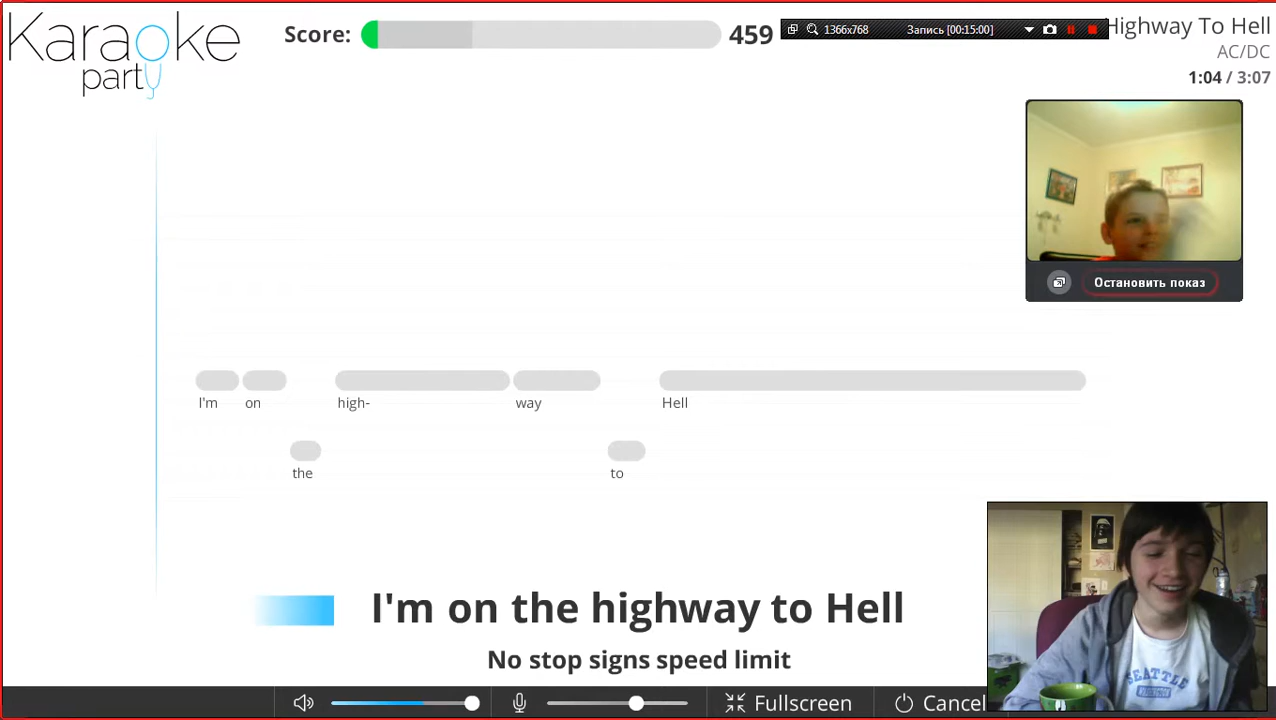 Karaoke
party
Score:
459
1366x768
Запись [00:15:00]
Highway To Hell
AC/DC
1:04 / 3:07
Остановить показ
I'm
on
high-
way
Hell
the
to
I'm on the highway to Hell
No stop signs speed limit
SEATTLE
Fullscreen
Cancel